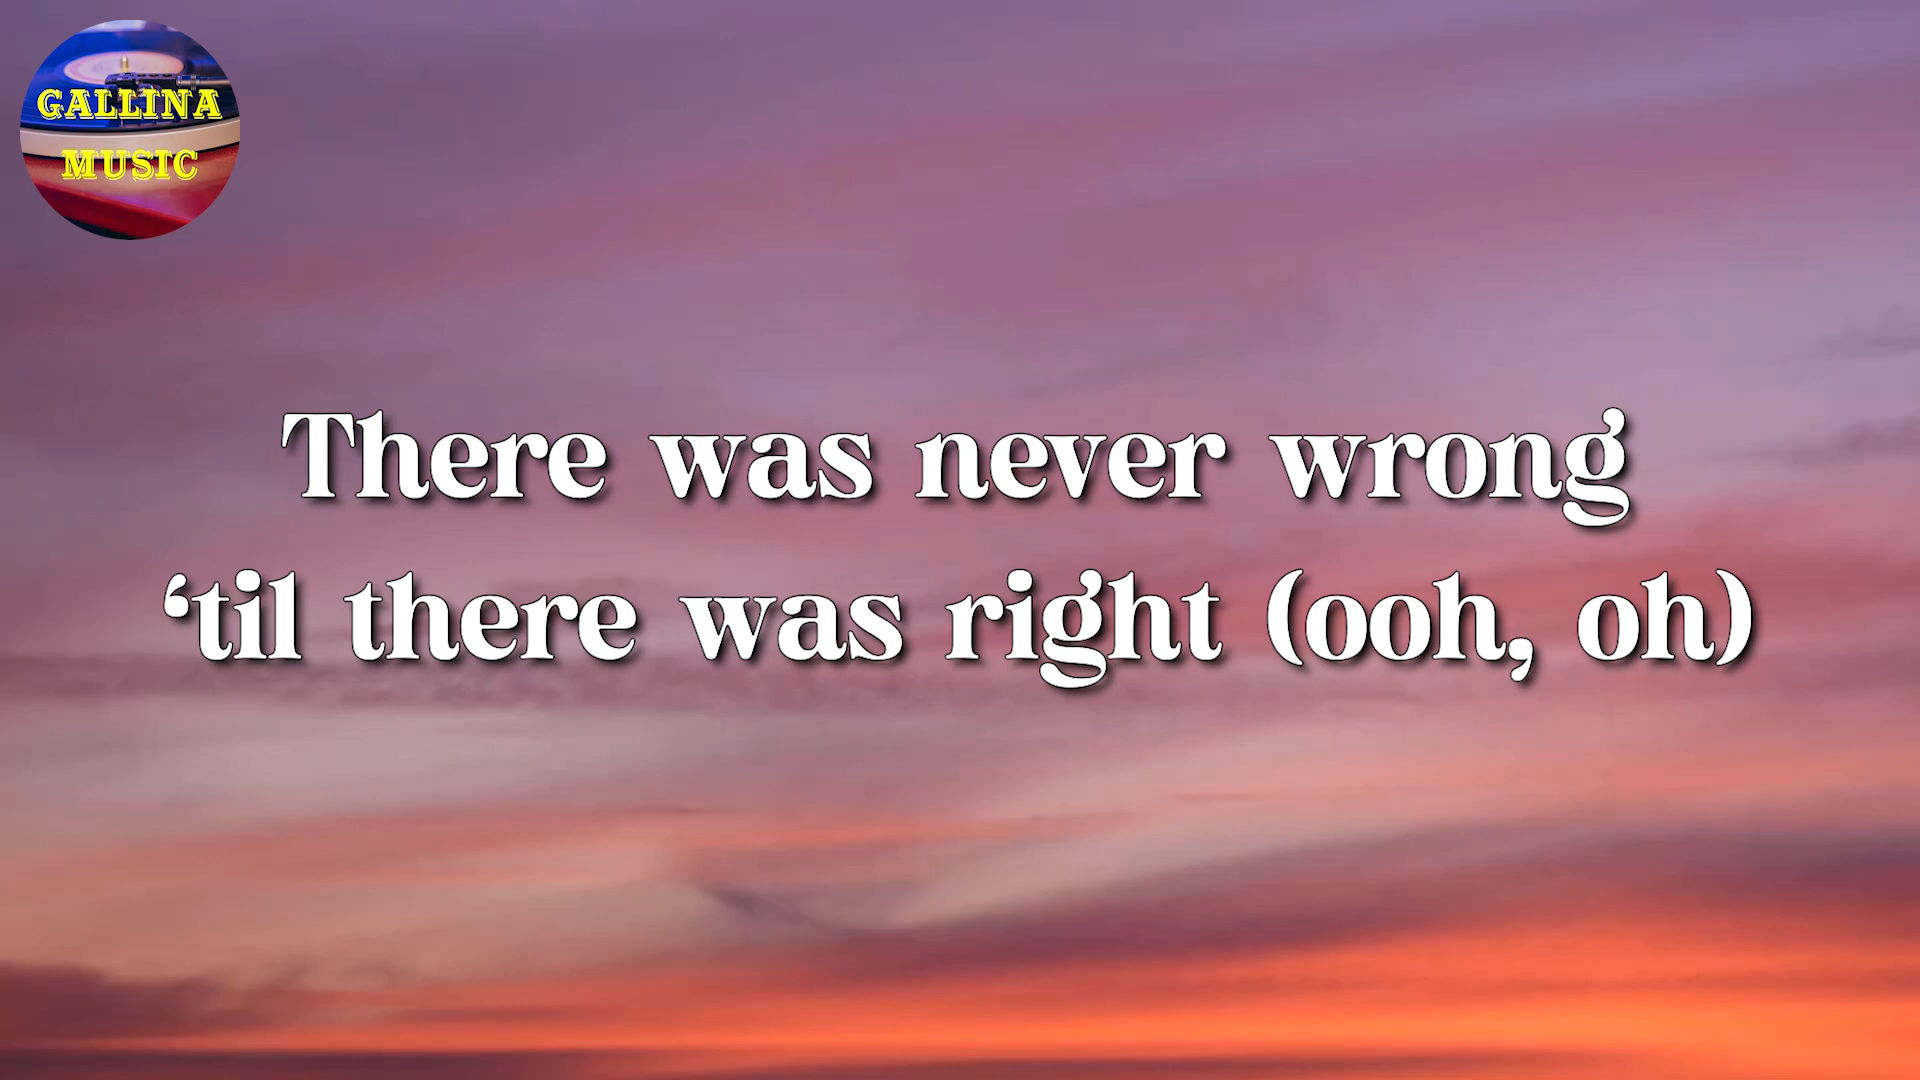 GALLINA
MUSIC
There was never wrong
‘til there was right (ooh, oh)